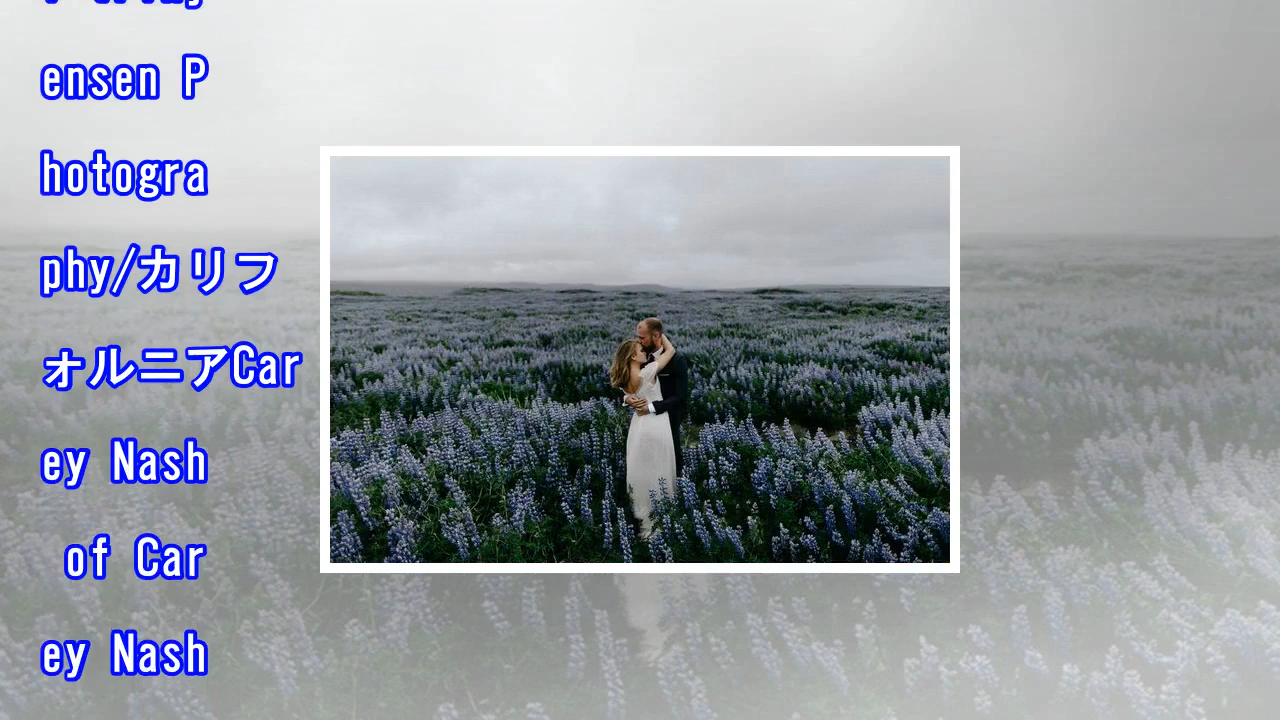 ensen P
hotogra
phy/カリフ
ォルニアCar
ey Nash
of Car
ey Nash